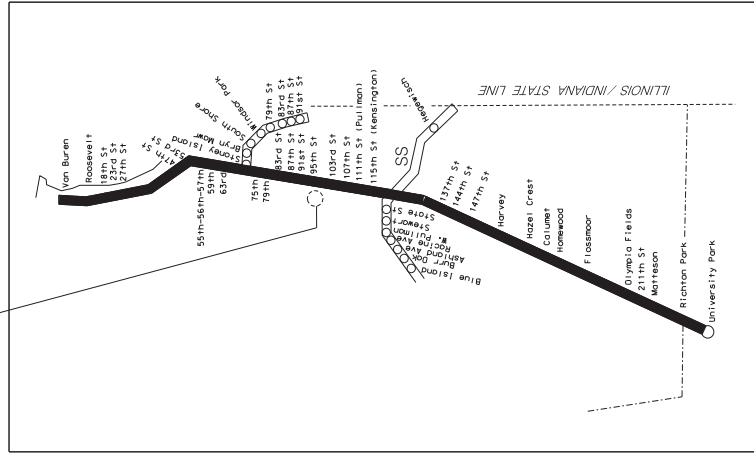 Van Buren
Roosevelt
18th St
23rd St
27th St
47th St
53rd St
55th-56th-57th
59th
63rd
Stoney Island
Bryn Mawr
South Shore
Windsor Park
79th St
83rd St
87th St
91st St
75th
79th
83rd St
87th St
91st St
95th St
103rd St
107th St
111th St (Pullman)
115th St (Kensington)
State St
Stewart
W. Pullman
Racine Ave
Ashland Ave
Burr Oak
Blue Island
SS
Hegewisch
ILLINOIS / INDIANA STATE LINE
137th St
144th St
147th St
Harvey
Hazel Crest
Calumet
Homewood
Flossmoor
Olympia Fields
211th St
Matteson
Richton Park
University Park